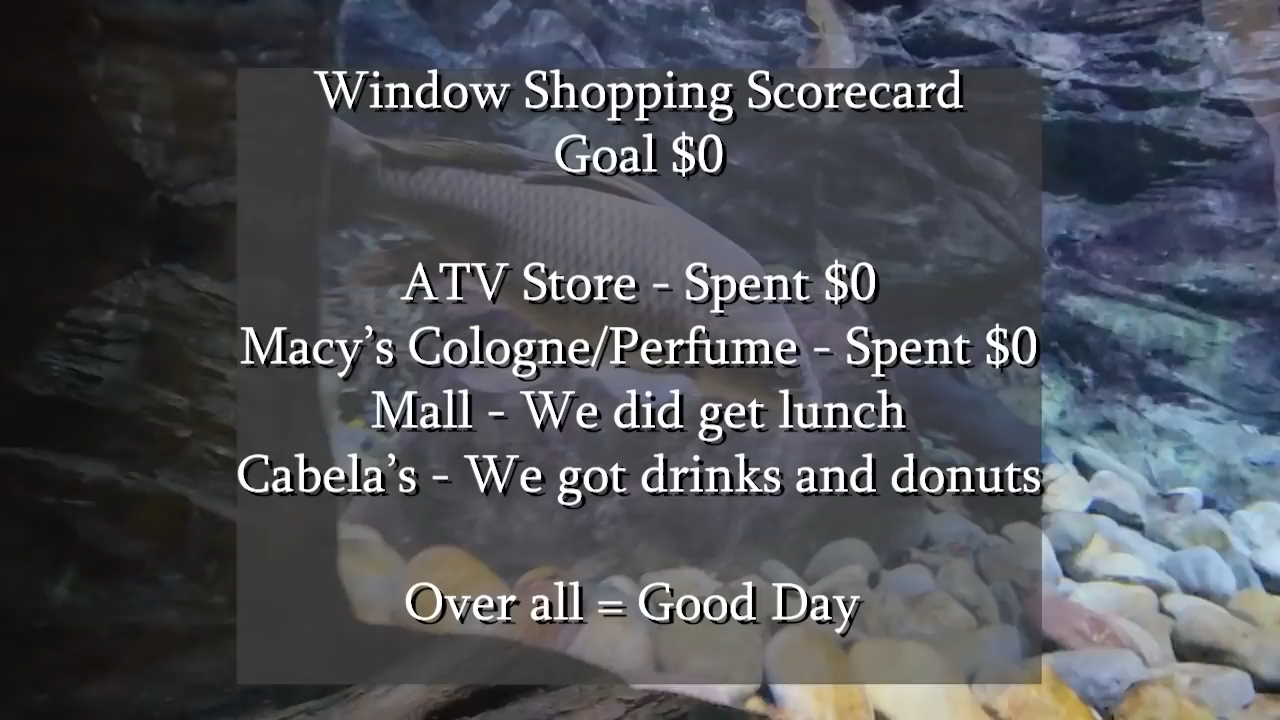 Window Shopping Scorecard
Goal $0
ATV Store - Spent $0
Macy's Cologne/Perfume - Spent $0
Mall - We did get lunch
Cabela's - We got drinks and donuts
Over all = Good Day